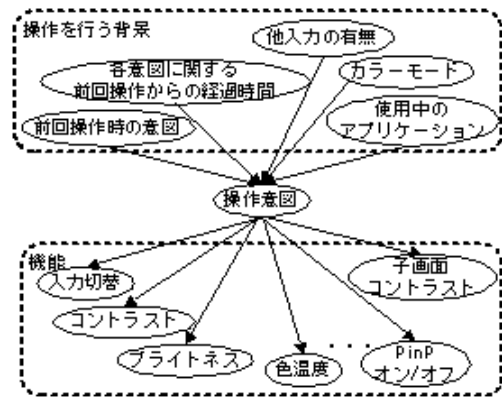 操作を行う背景
他入力の有無
各意図に関する
前回操作からの経過時間
カラーモード
前回操作時の意図
使用中の
アプリケーション
操作意図
機能
入力切替
子画面
コントラスト
コントラスト
ブライトネス
色温度
・・・
PinP
オン/オフ